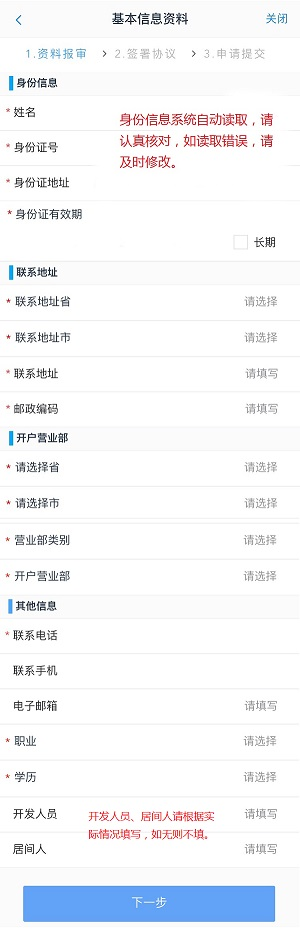 基本信息资料 关闭
1.资料报审 > 2.签署协议 > 3.申请提交
身份信息
* 姓名
* 身份证号
* 身份证地址
身份信息系统自动读取，请
认真核对，如读取错误，请
及时修改。
* 身份证有效期
长期
联系地址
* 联系地址省 请选择
* 联系地址市 请选择
* 联系地址 请填写
* 邮政编码 请填写
开户营业部
* 请选择省 请选择
* 请选择市 请选择
* 营业部类别 请选择
* 开户营业部 请选择
其他信息
* 联系电话
联系手机
电子邮箱 请填写
* 职业 请选择
* 学历 请选择
开发人员 请填写
居间人 请填写
开发人员、居间人请根据实
际情况填写，如无则不填。
下一步